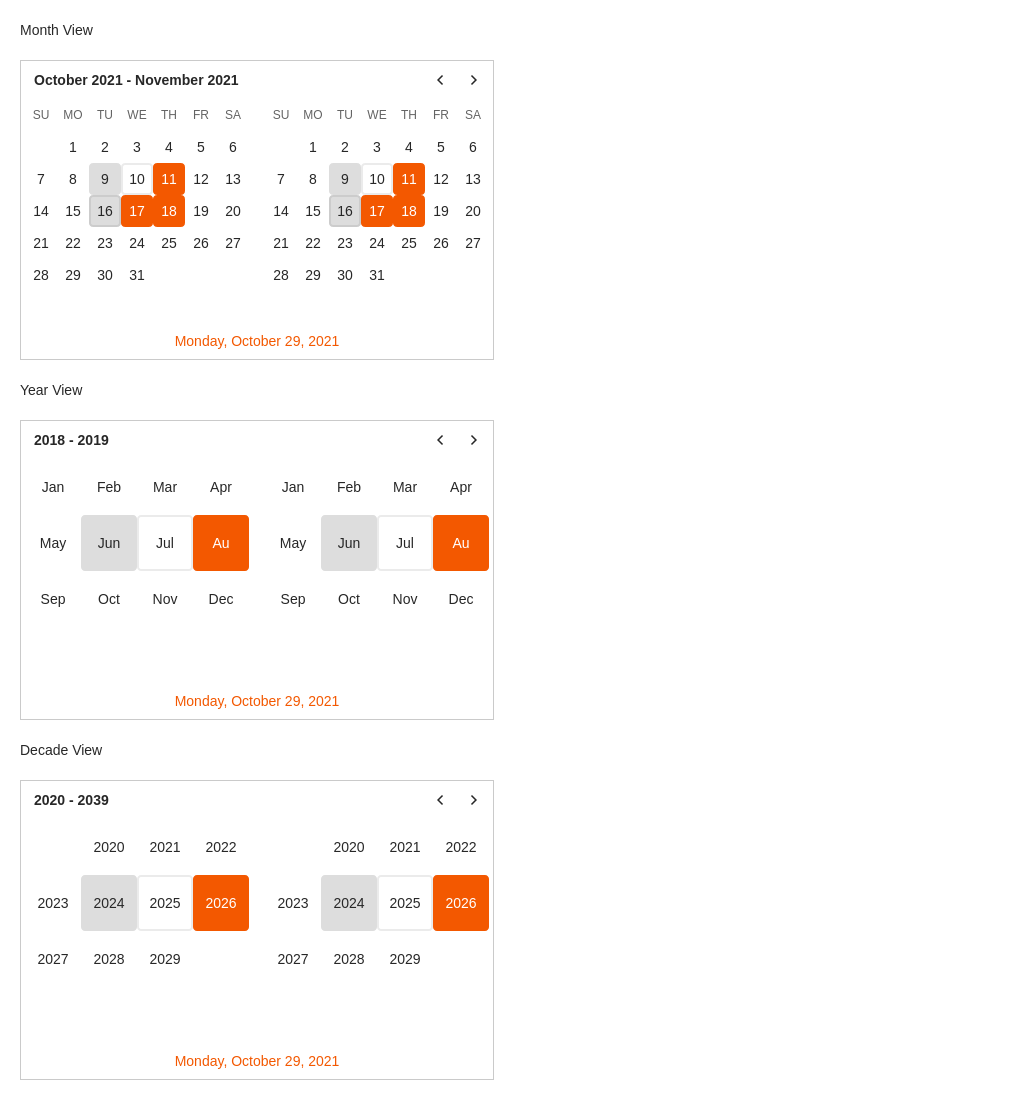 Month View
October 2021 - November 2021
SU MO TU WE TH FR SA SU MO TU WE TH FR SA
1 2 3 4 5 6 1 2 3 4 5 6
7 8 9 10 11 12 13 7 8 9 10 11 12 13
14 15 16 17 18 19 20 14 15 16 17 18 19 20
21 22 23 24 25 26 27 21 22 23 24 25 26 27
28 29 30 31 28 29 30 31
Monday, October 29, 2021
Year View
2018 - 2019
Jan Feb Mar Apr Jan Feb Mar Apr
May Jun Jul Au May Jun Jul Au
Sep Oct Nov Dec Sep Oct Nov Dec
Monday, October 29, 2021
Decade View
2020 - 2039
2020 2021 2022 2020 2021 2022
2023 2024 2025 2026 2023 2024 2025 2026
2027 2028 2029 2027 2028 2029
Monday, October 29, 2021